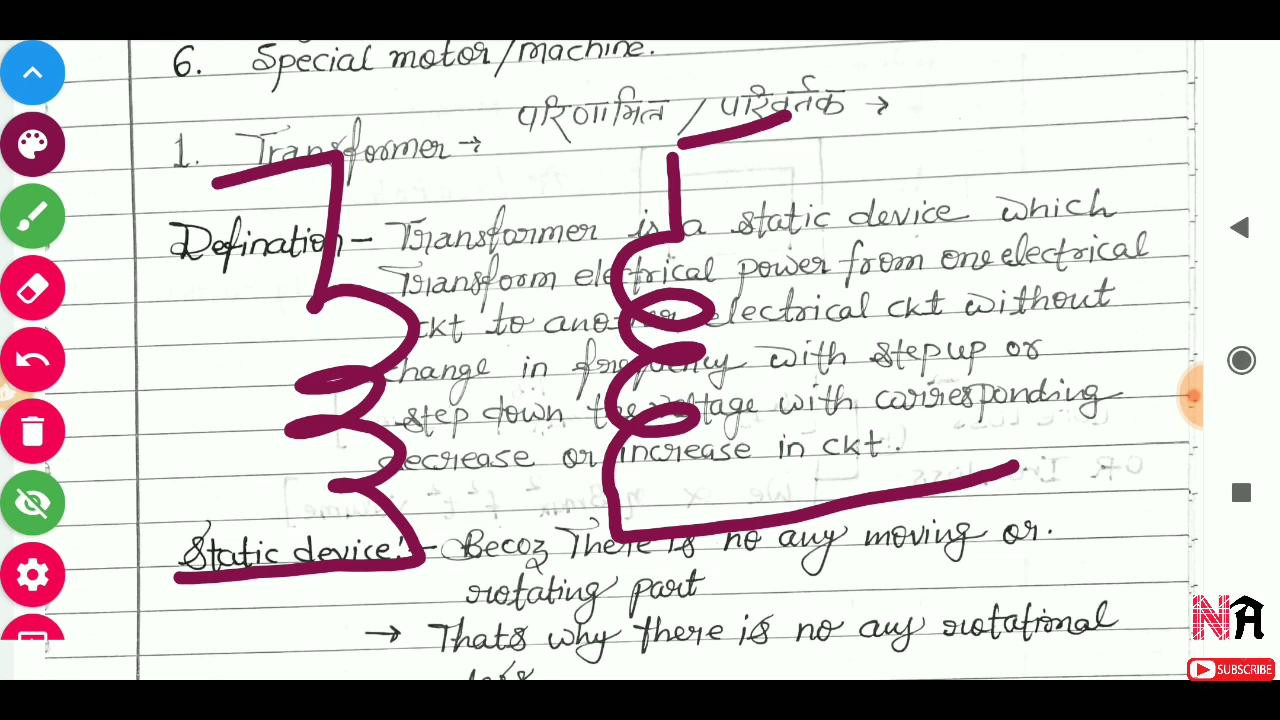 6. Special motor/machine.
परिणामित्र / परिवर्तक →
1. Transformer →
Defination - Transformer is a static device which
Transform electrical power from one electrical
ckt to another electrical ckt without
change in frequency with step up or
step down the voltage with corresponding
decrease or increase in ckt.
Static device:- Becoz There is no any moving or.
rotating part
→ Thats why there is no any rotational
NA
SUBSCRIBE